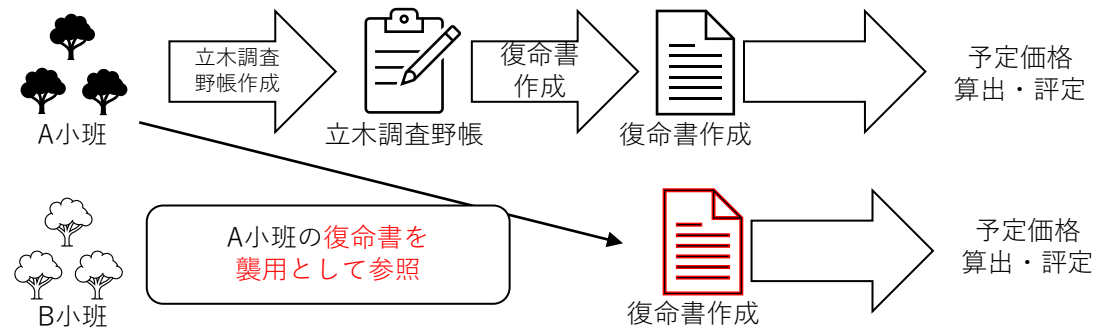 立木調査
野帳作成
復命書
作成
予定価格
算出・評定
A小班
立木調査野帳
復命書作成
A小班の復命書を
襲用として参照
予定価格
算出・評定
B小班
復命書作成